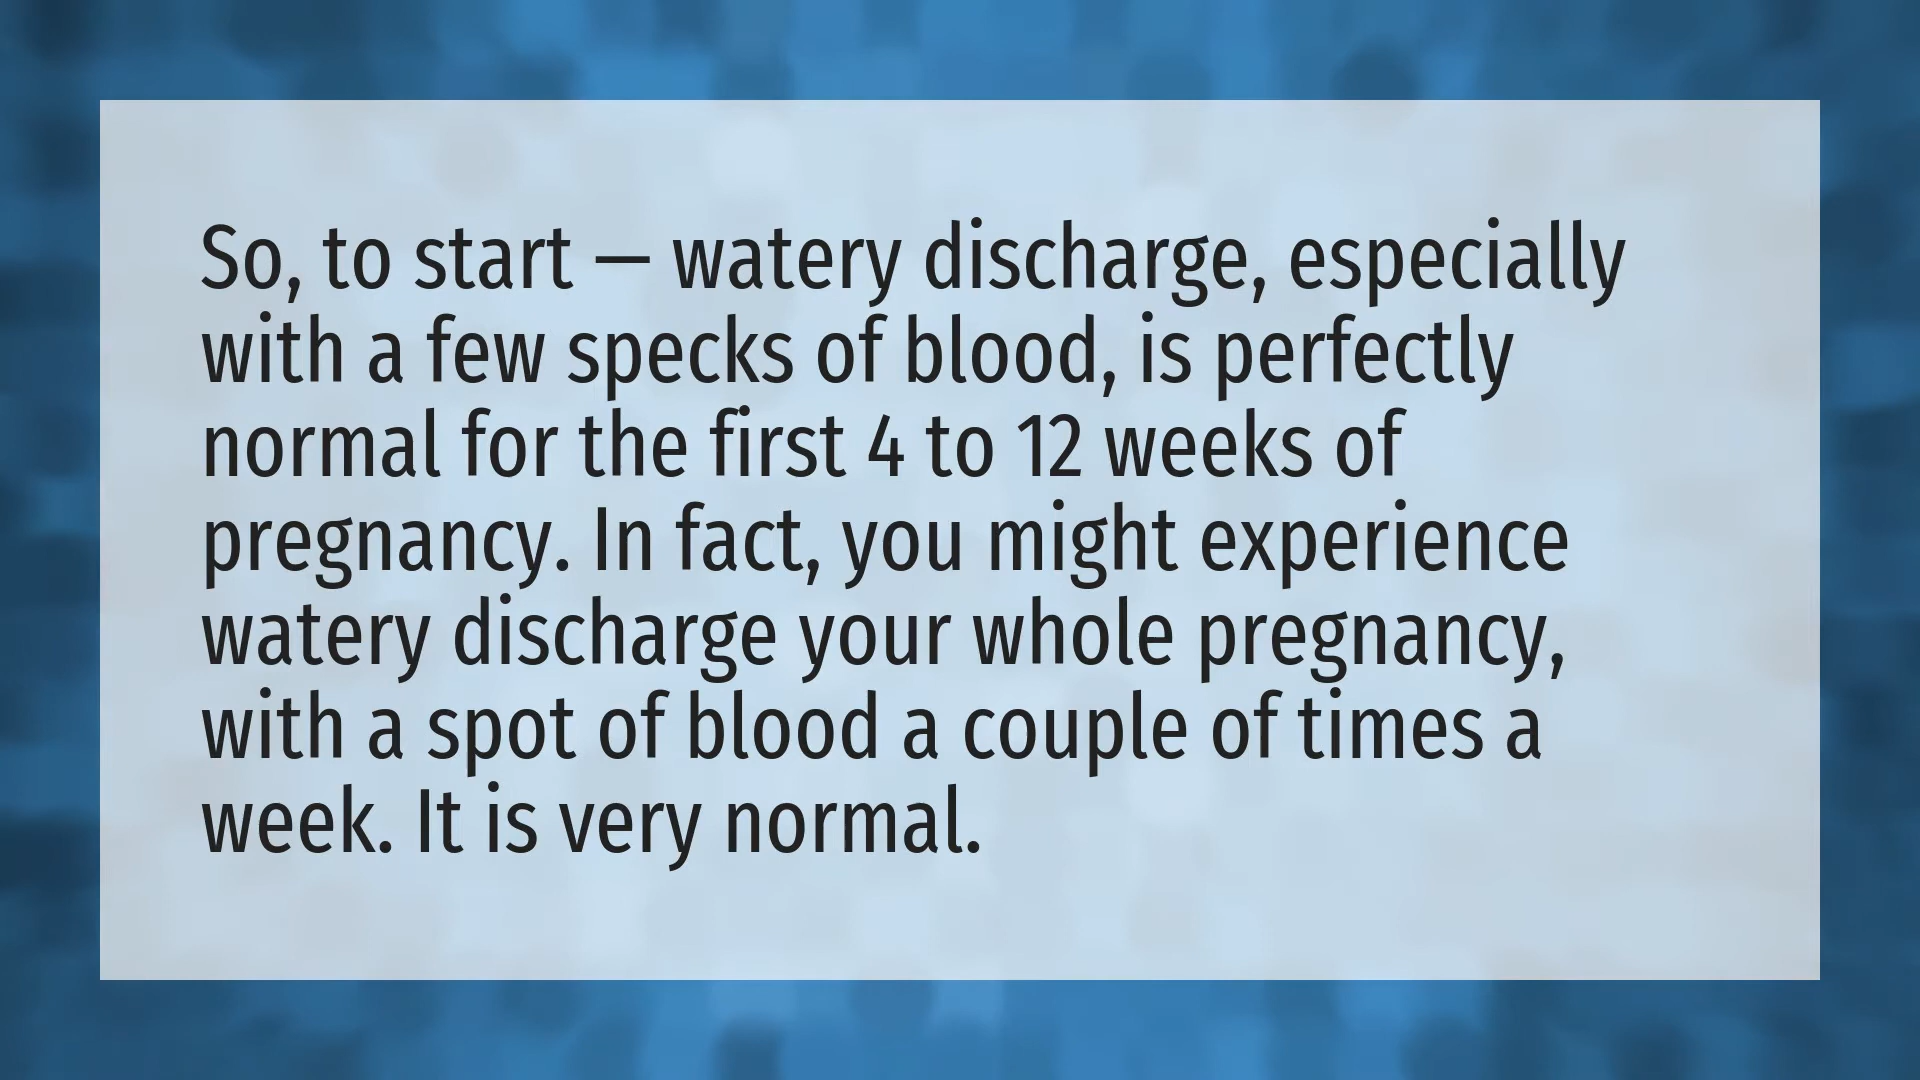 So, to start — watery discharge, especially
with a few specks of blood, is perfectly
normal for the first 4 to 12 weeks of
pregnancy. In fact, you might experience
watery discharge your whole pregnancy,
with a spot of blood a couple of times a
week. It is very normal.